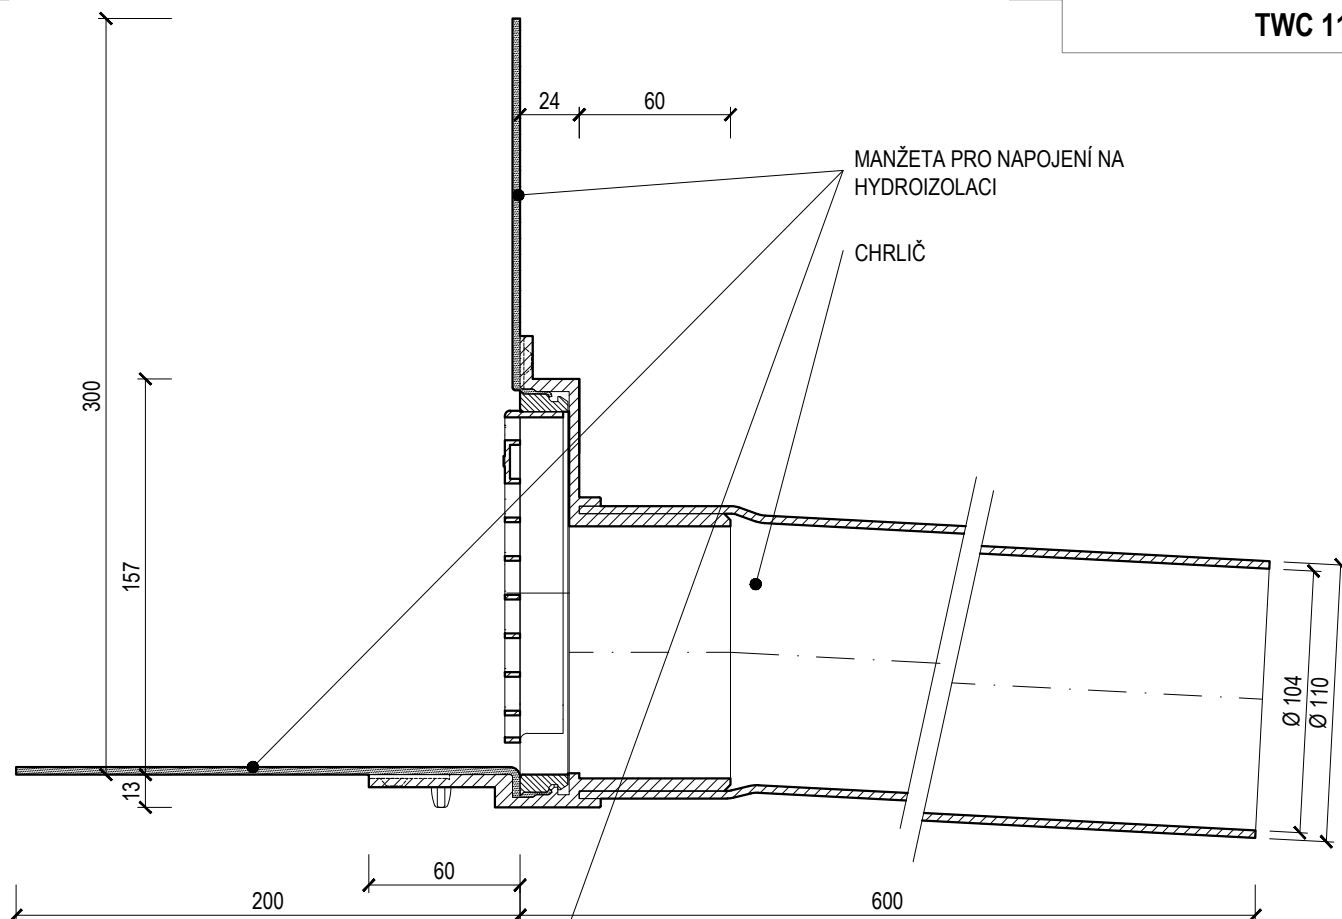 TWC 11
24
60
MANŽETA PRO NAPOJENÍ NA
HYDROIZOLACI
CHRLIČ
300
157
13
Ø 104
Ø 110
60
200
600